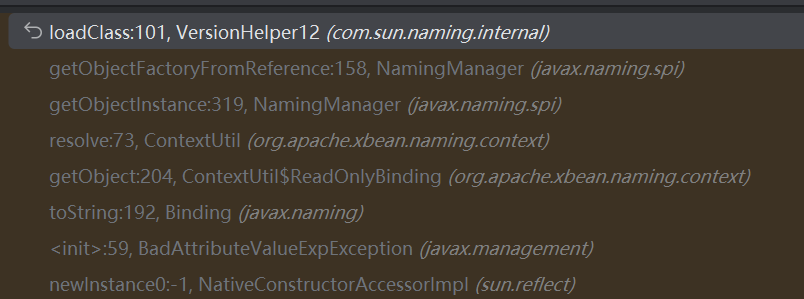 loadClass:101, VersionHelper12 (com.sun.naming.internal)
getObjectFactoryFromReference:158, NamingManager (javax.naming.spi)
getObjectInstance:319, NamingManager (javax.naming.spi)
resolve:73, ContextUtil (org.apache.xbean.naming.context)
getObject:204, ContextUtil$ReadOnlyBinding (org.apache.xbean.naming.context)
toString:192, Binding (javax.naming)
<init>:59, BadAttributeValueExpException (javax.management)
newInstance0:-1, NativeConstructorAccessorImpl (sun.reflect)